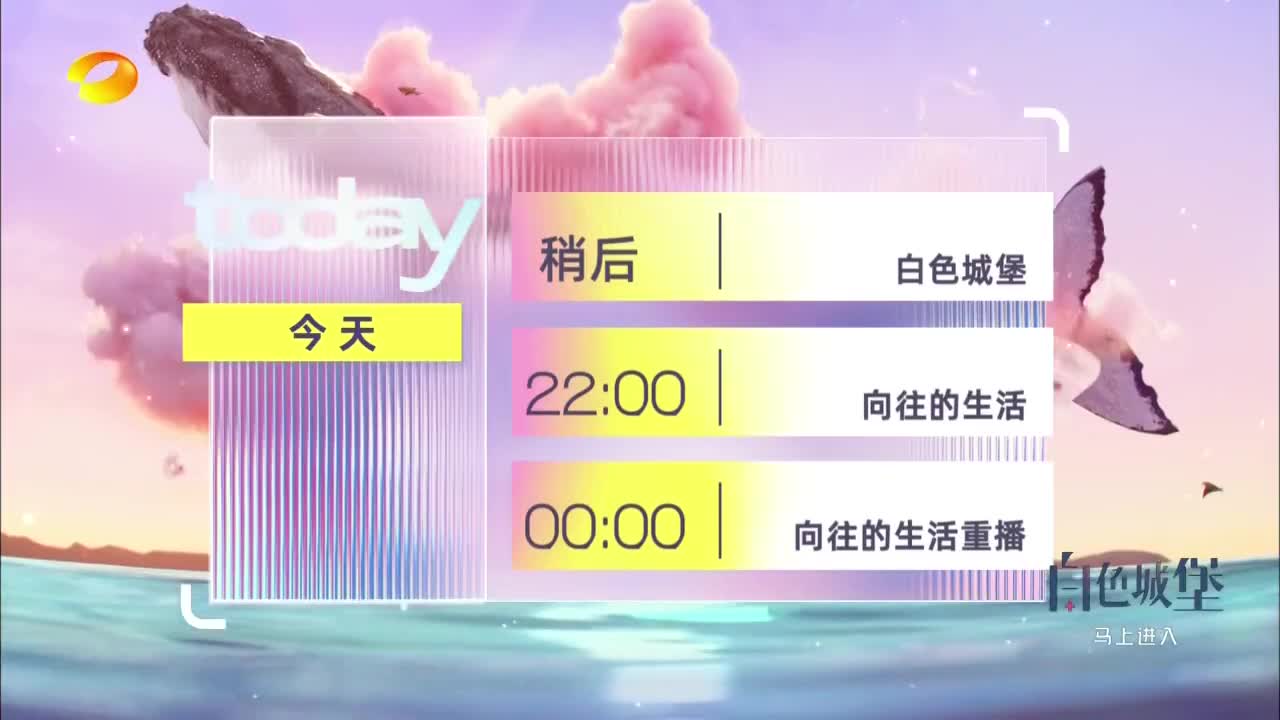 today
今天
稍后
白色城堡
22:00
向往的生活
00:00
向往的生活重播
白色城堡
马上进入